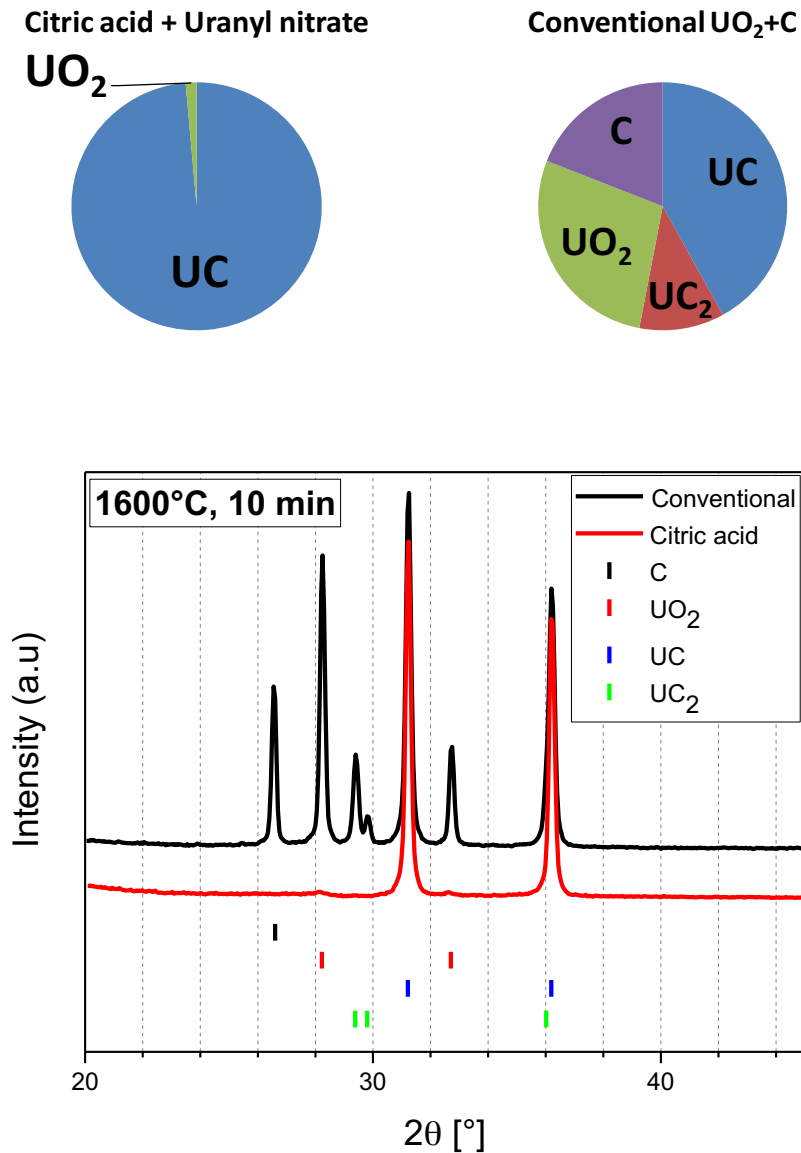 Citric acid + Uranyl nitrate
Conventional UO₂+C
UO₂
UC
C
UC
UO₂
UC₂
1600°C, 10 min
Conventional
Citric acid
C
UO₂
UC
UC₂
Intensity (a.u)
20
30
40
2θ [°]